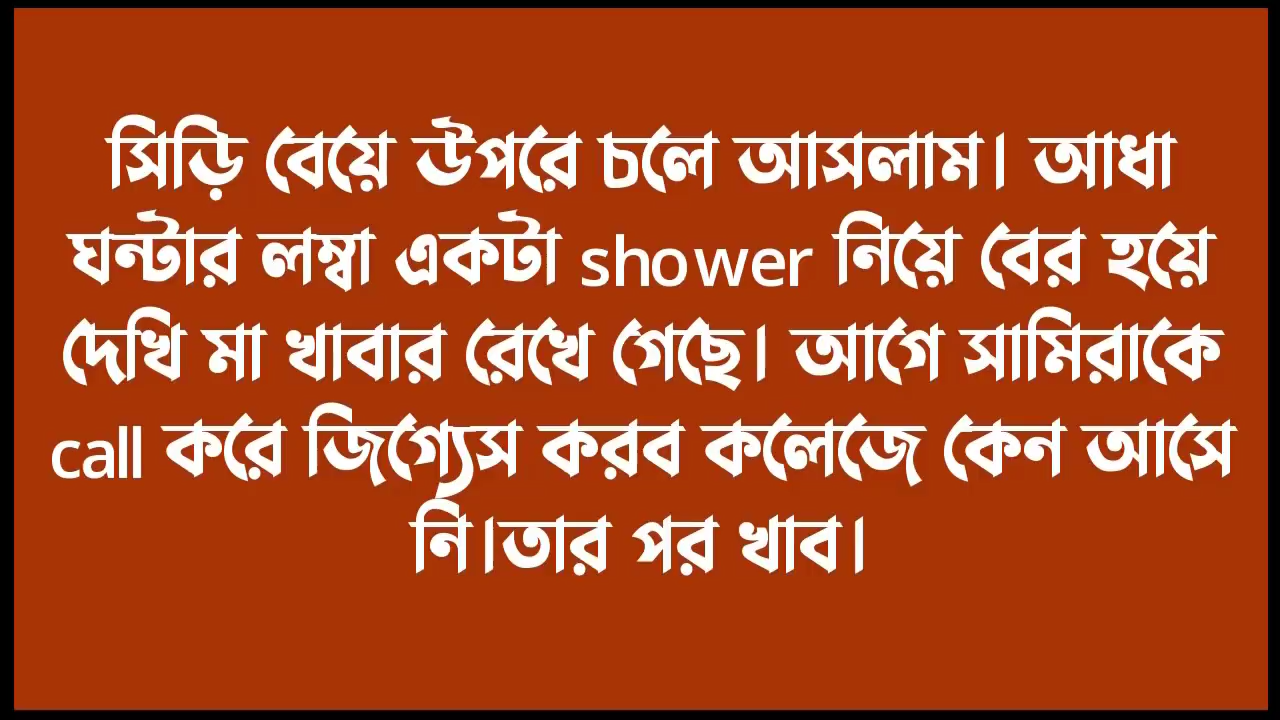 সিড়ি বেয়ে উপরে চলে আসলাম। আধা
ঘন্টার লম্বা একটা shower নিয়ে বের হয়ে
দেখি মা খাবার রেখে গেছে। আগে সামিরাকে
call করে জিগ্যেস করব কলেজে কেন আসে
নি।তার পর খাব।